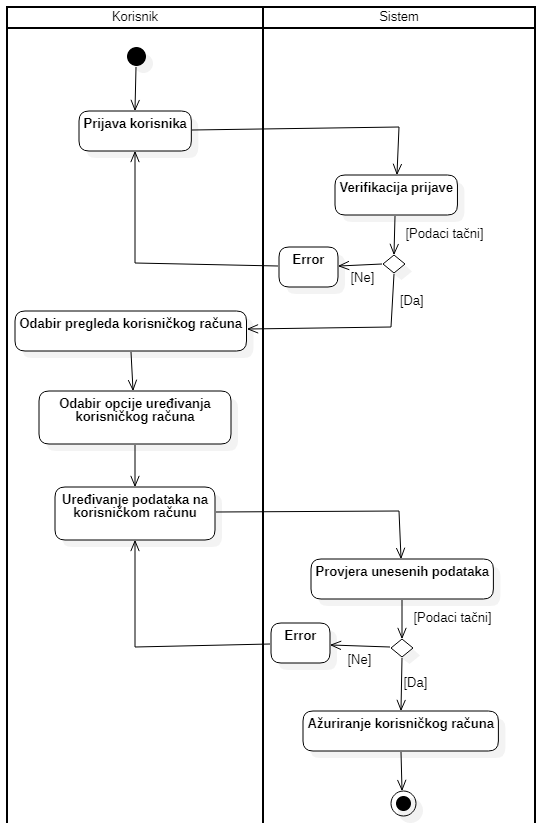 Korisnik
Sistem
Prijava korisnika
Verifikacija prijave
[Podaci tačni]
Error
[Ne]
[Da]
Odabir pregleda korisničkog računa
Odabir opcije uređivanja
korisničkog računa
Uređivanje podataka na
korisničkom računu
Provjera unesenih podataka
[Podaci tačni]
Error
[Ne]
[Da]
Ažuriranje korisničkog računa